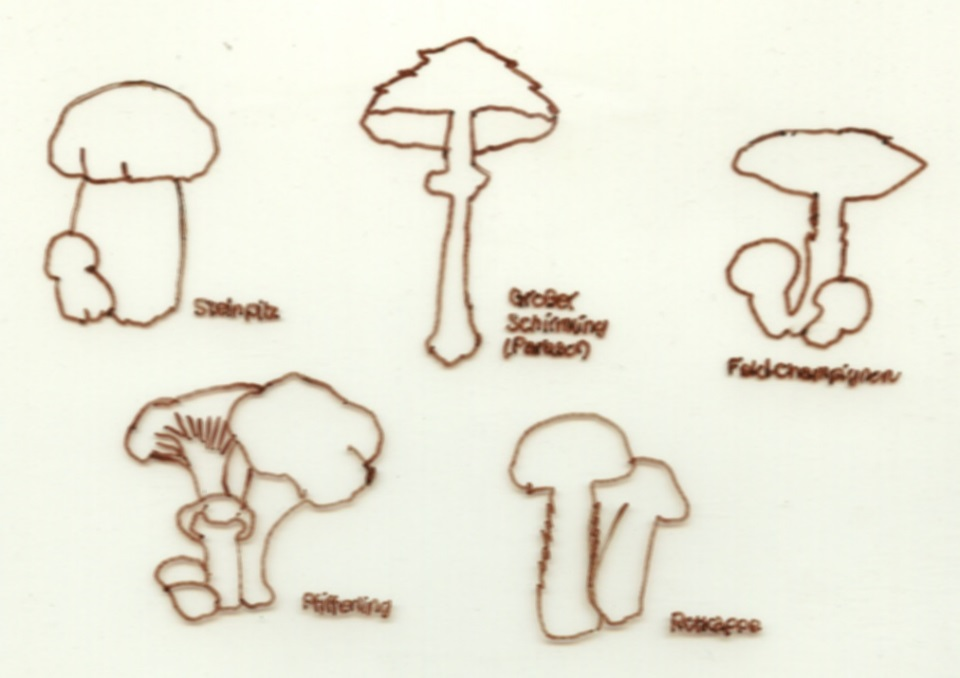 Steinpilz
Großer
Schirmling
(Parasol)
Feldchampignon
Pfifferling
Rotkappe